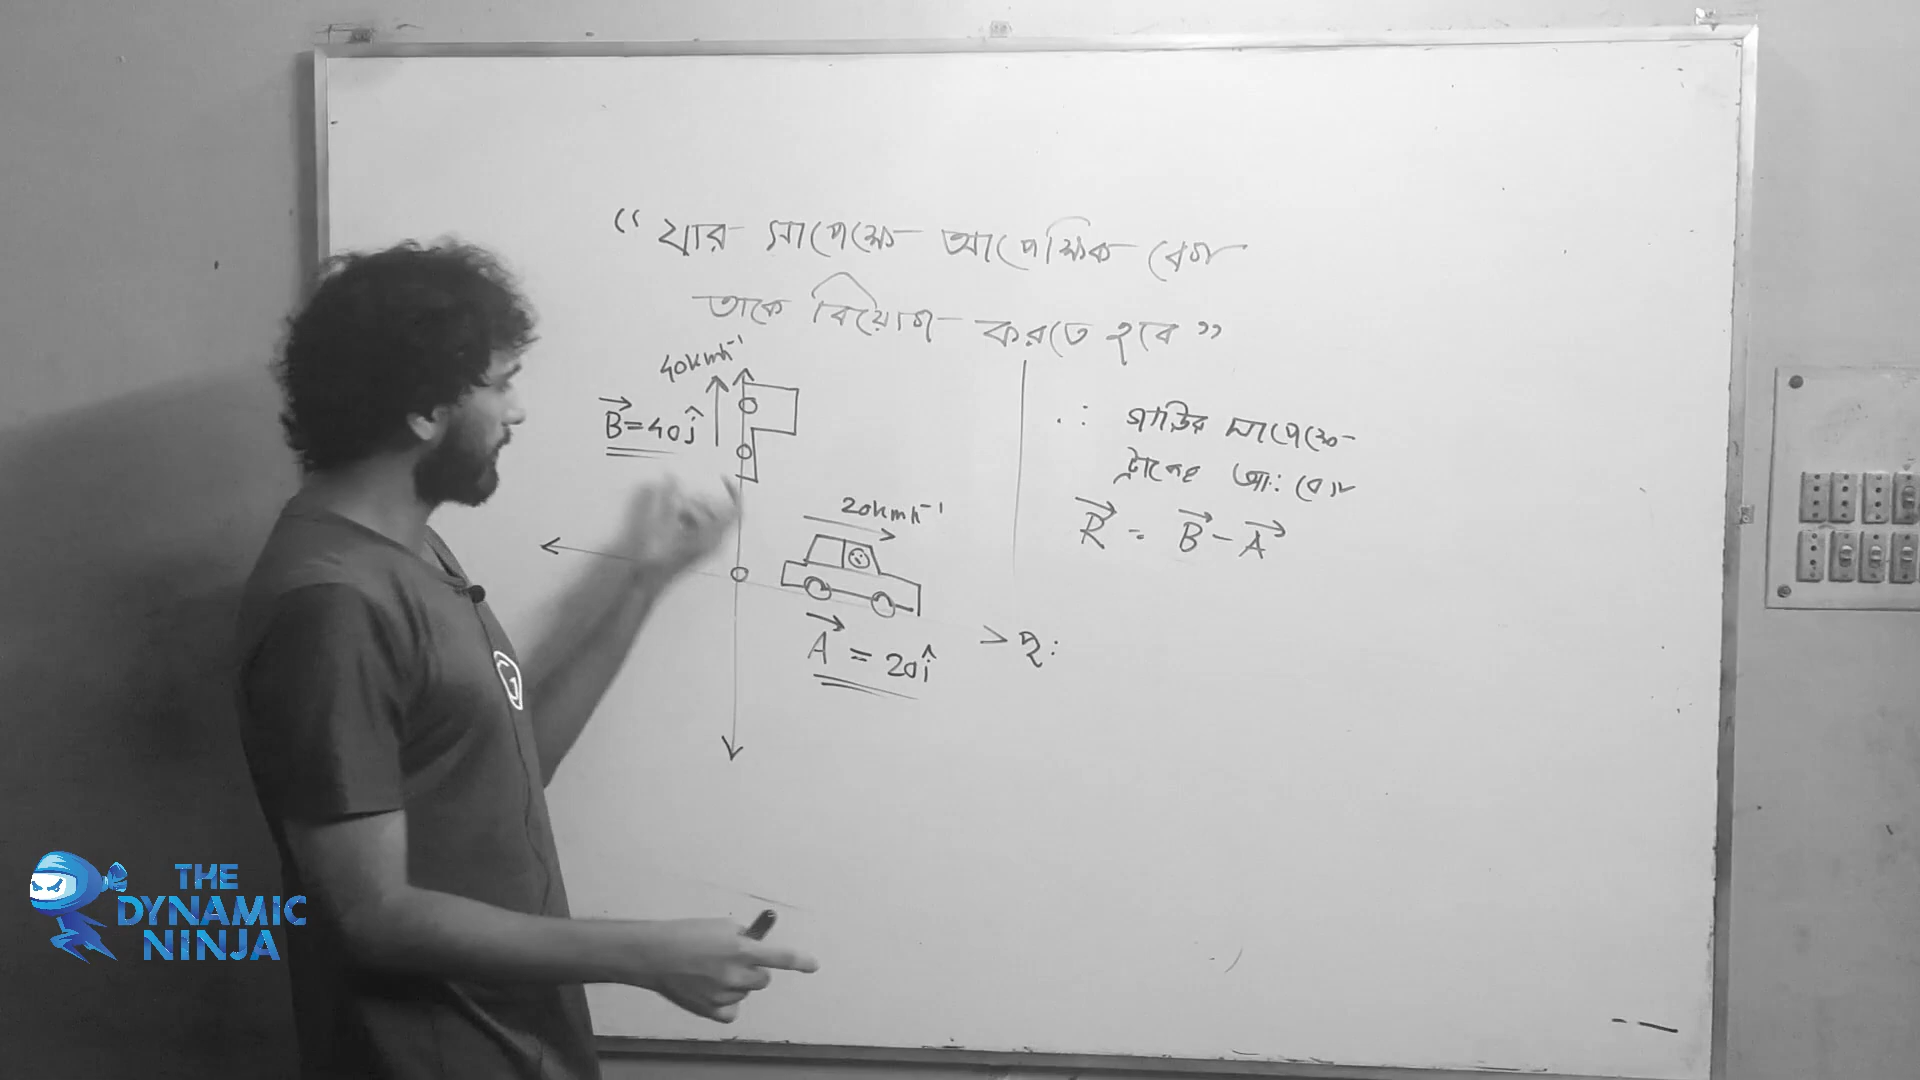 “ যার সাপেক্ষে আপেক্ষিক বেগ
তাকে বিয়োগ করতে হবে ”
40kmh⁻¹
B⃗ = 40ĵ
20kmh⁻¹
A⃗ = 20î
> পূ:
∴ গাড়ির সাপেক্ষে
ট্রাকের আ: বেগ
R⃗ = B⃗ - A⃗
THE
DYNAMIC
NINJA